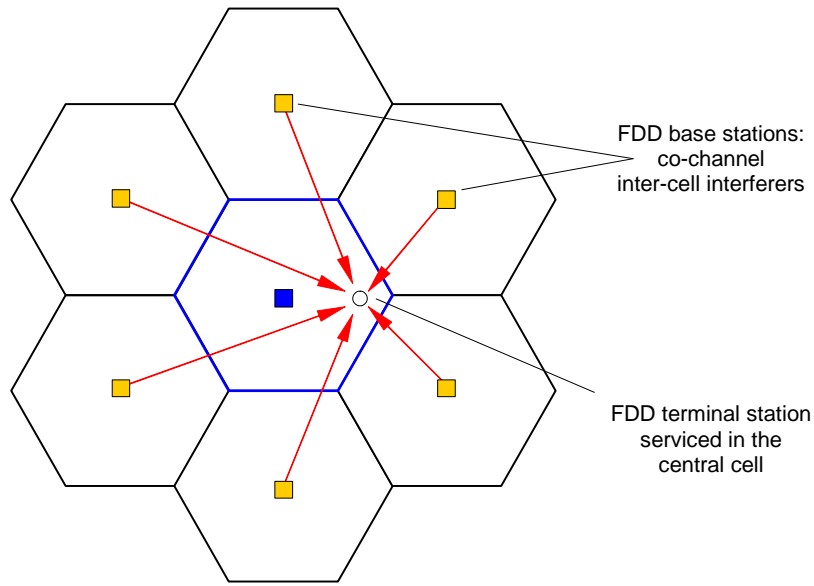 FDD base stations:
co-channel
inter-cell interferers
FDD terminal station
serviced in the
central cell